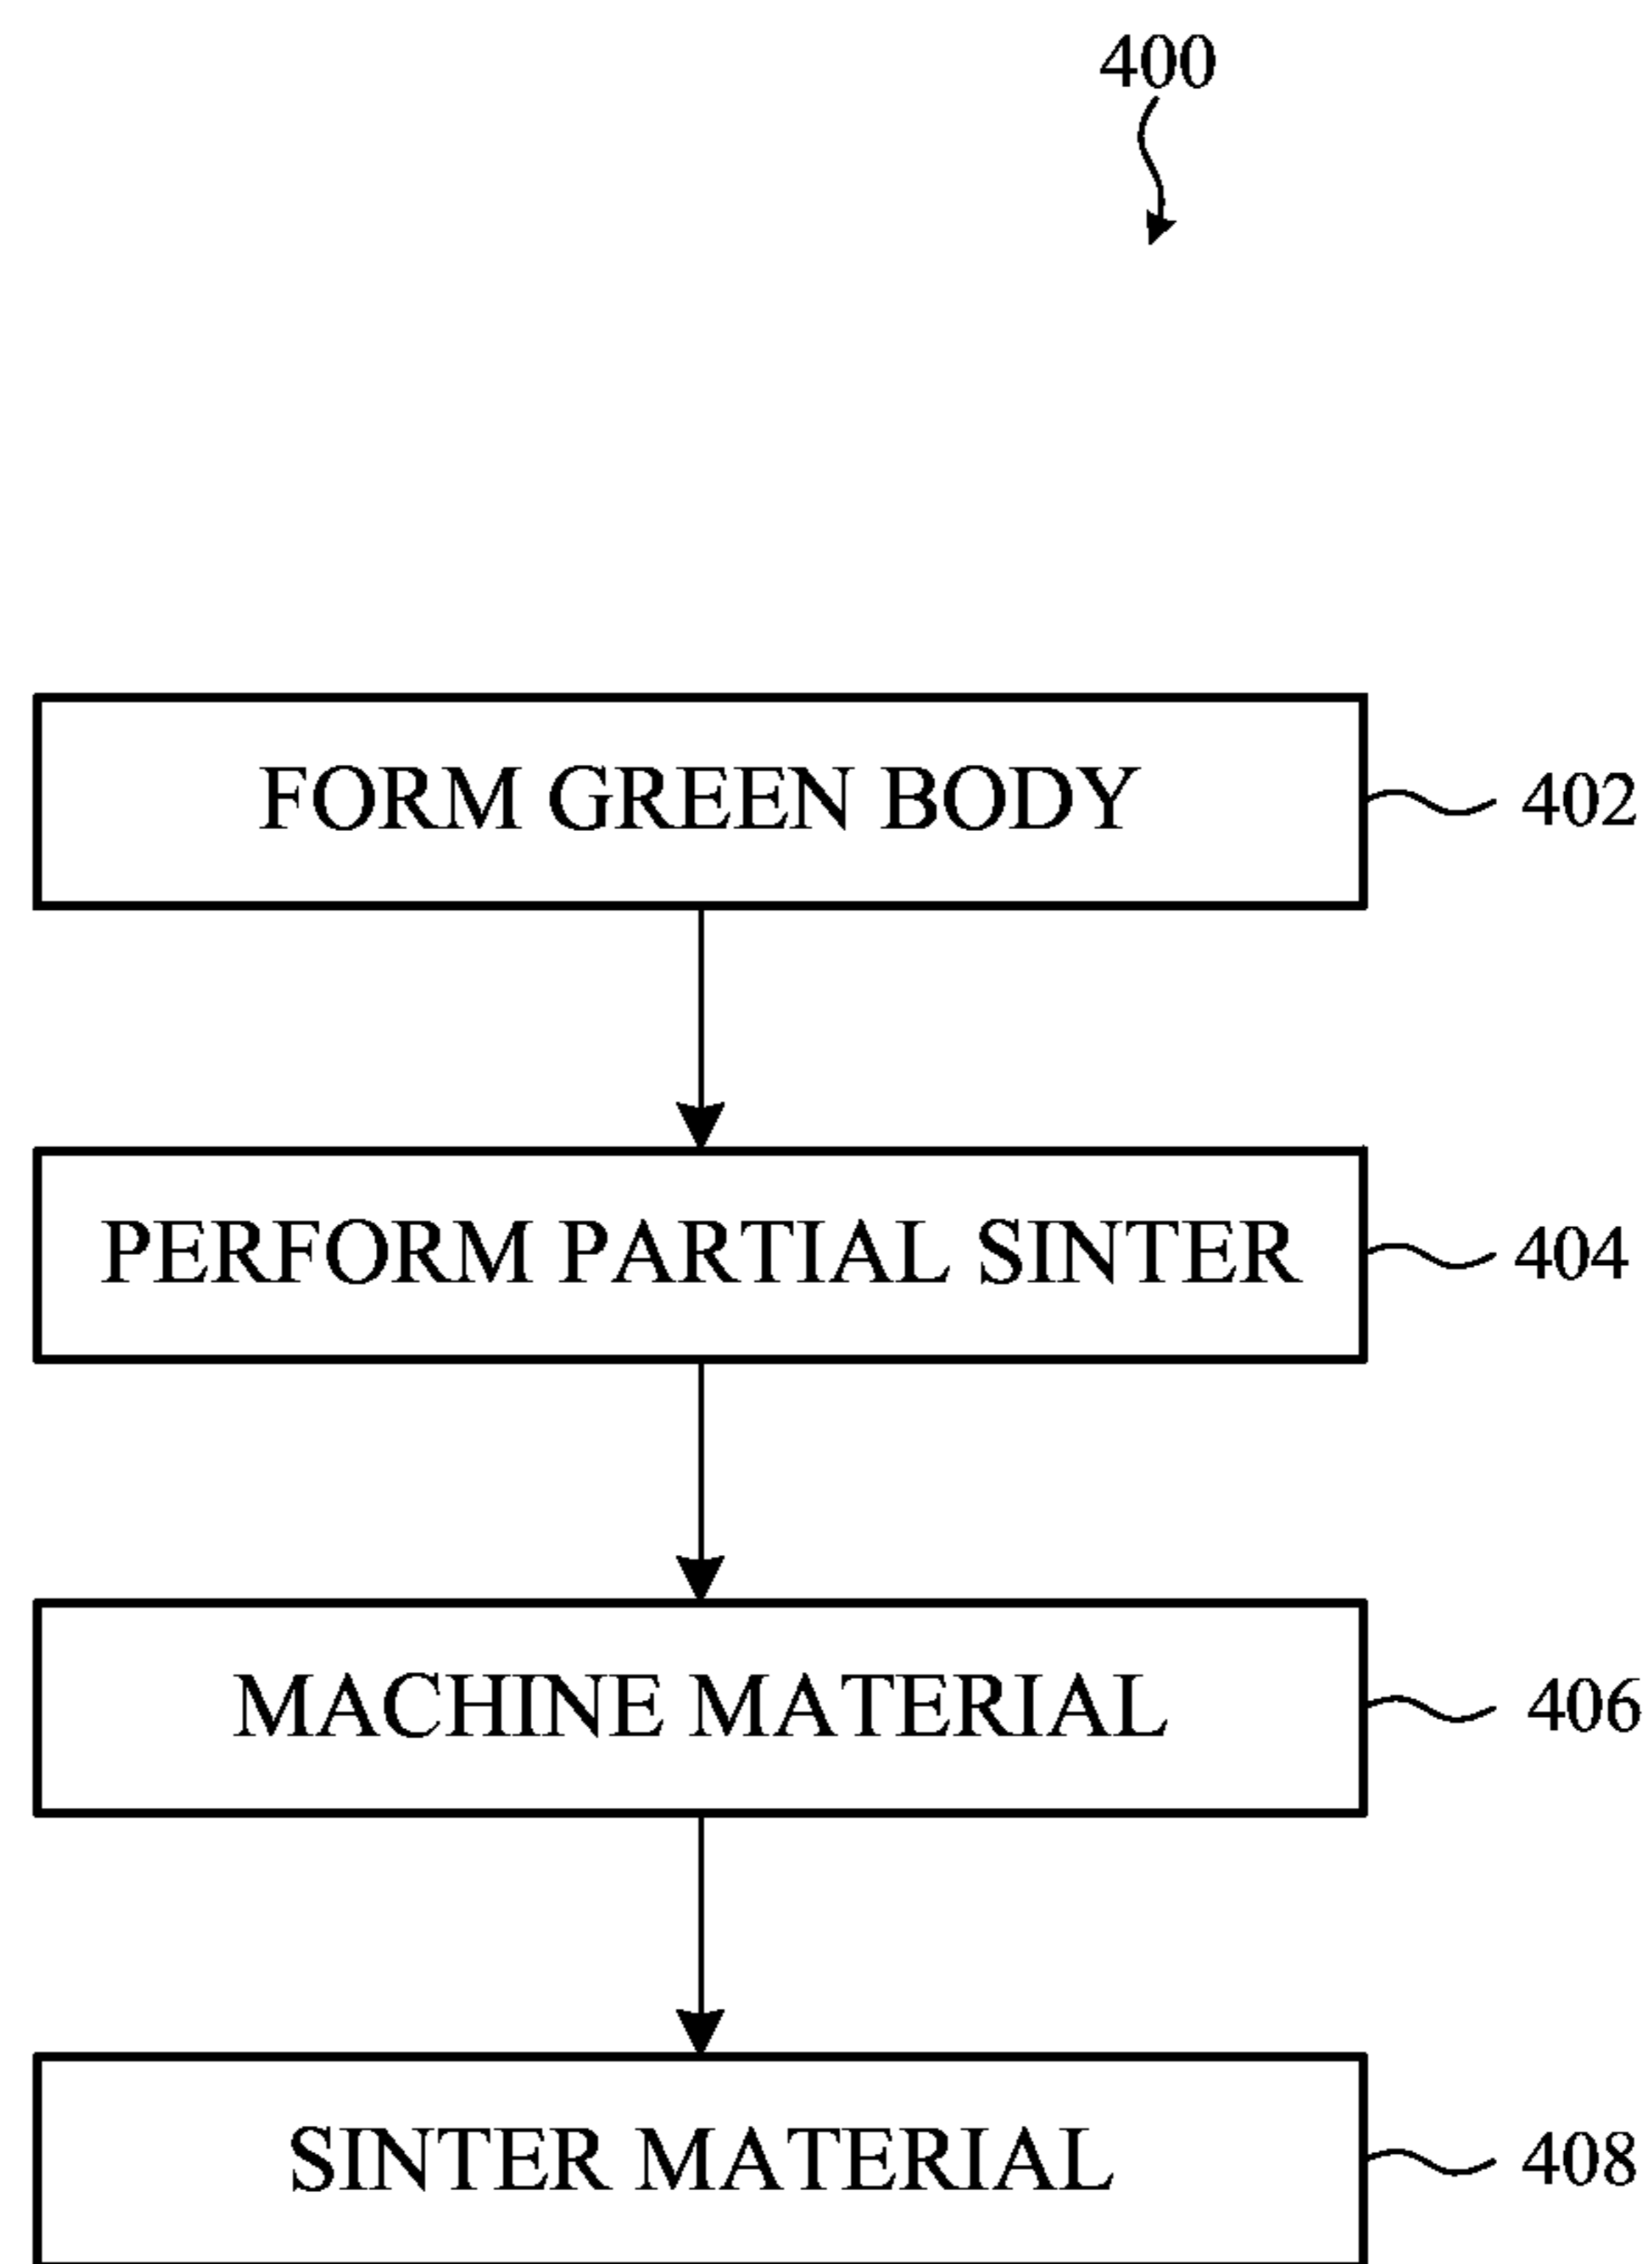 400
FORM GREEN BODY 402
PERFORM PARTIAL SINTER 404
MACHINE MATERIAL 406
SINTER MATERIAL 408